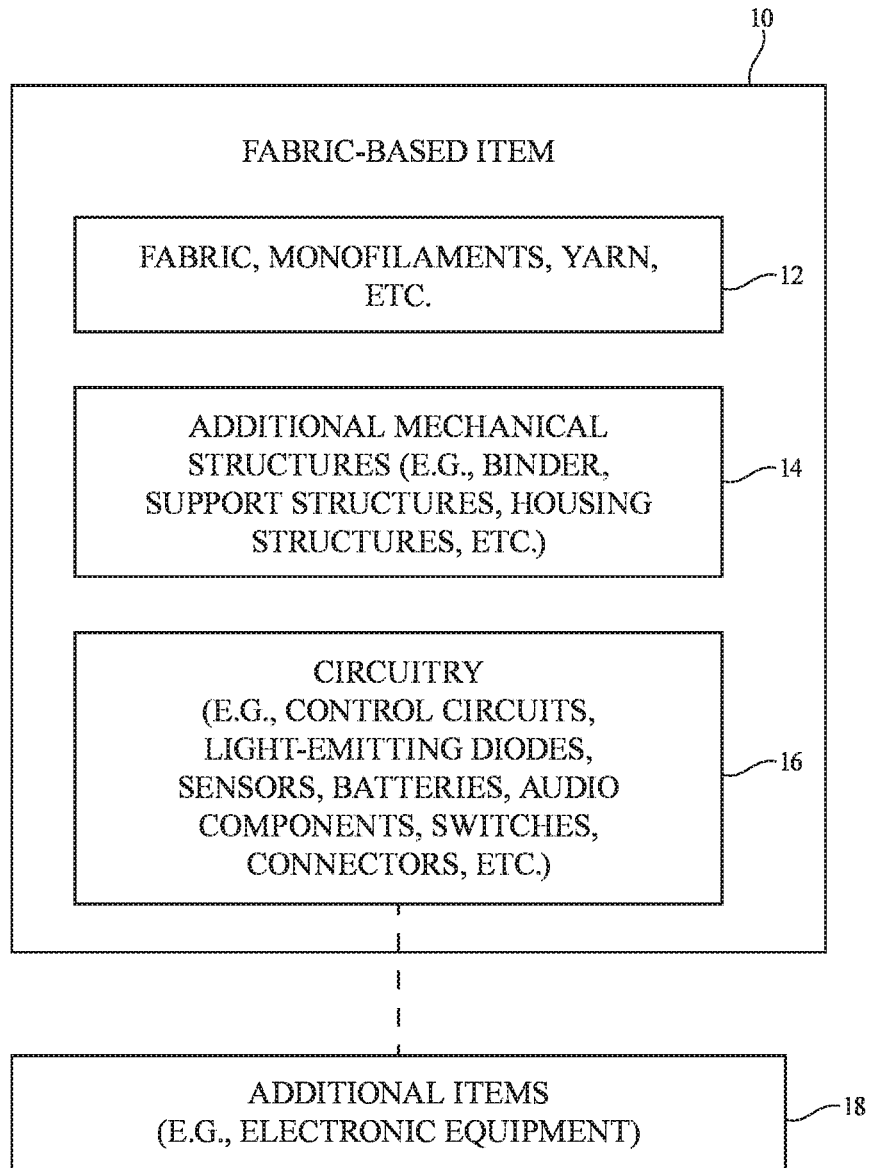 10
FABRIC-BASED ITEM
FABRIC, MONOFILAMENTS, YARN,
ETC.
12
ADDITIONAL MECHANICAL
STRUCTURES (E.G., BINDER,
SUPPORT STRUCTURES, HOUSING
STRUCTURES, ETC.)
14
CIRCUITRY
(E.G., CONTROL CIRCUITS,
LIGHT-EMITTING DIODES,
SENSORS, BATTERIES, AUDIO
COMPONENTS, SWITCHES,
CONNECTORS, ETC.)
16
ADDITIONAL ITEMS
(E.G., ELECTRONIC EQUIPMENT)
18